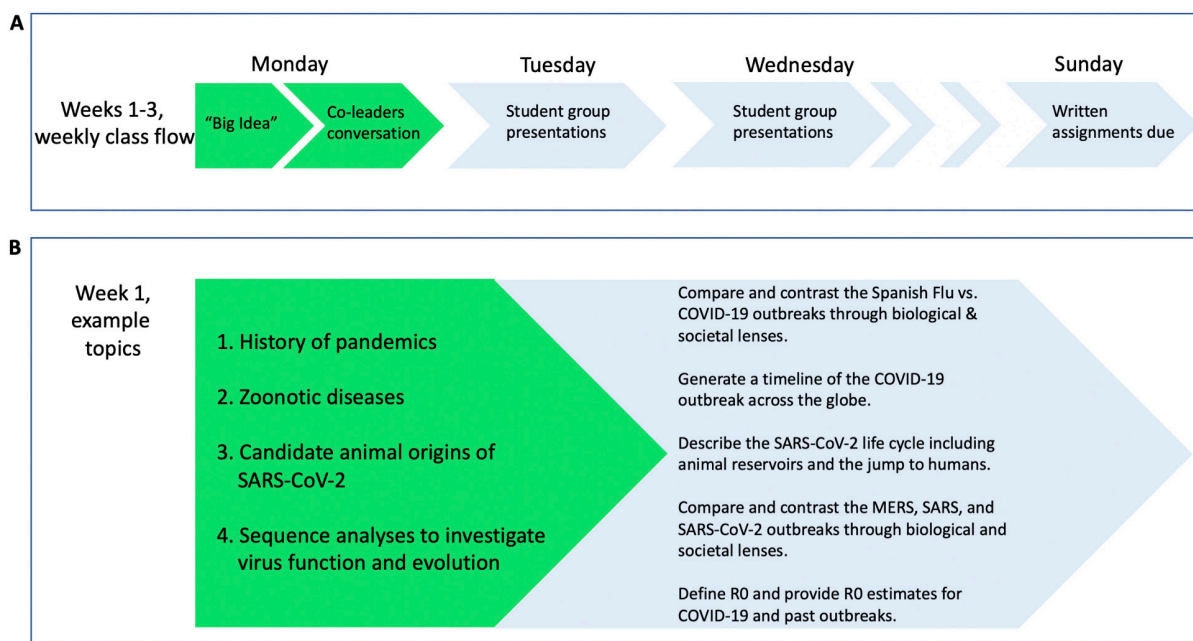 A
Monday
Tuesday
Wednesday
Sunday
Weeks 1-3,
weekly class flow
“Big Idea”
Co-leaders
conversation
Student group
presentations
Student group
presentations
Written
assignments due
B
Week 1,
example
topics
1. History of pandemics
2. Zoonotic diseases
3. Candidate animal origins of
SARS-CoV-2
4. Sequence analyses to investigate
virus function and evolution
Compare and contrast the Spanish Flu vs.
COVID-19 outbreaks through biological &
societal lenses.
Generate a timeline of the COVID-19
outbreak across the globe.
Describe the SARS-CoV-2 life cycle including
animal reservoirs and the jump to humans.
Compare and contrast the MERS, SARS, and
SARS-CoV-2 outbreaks through biological and
societal lenses.
Define R0 and provide R0 estimates for
COVID-19 and past outbreaks.